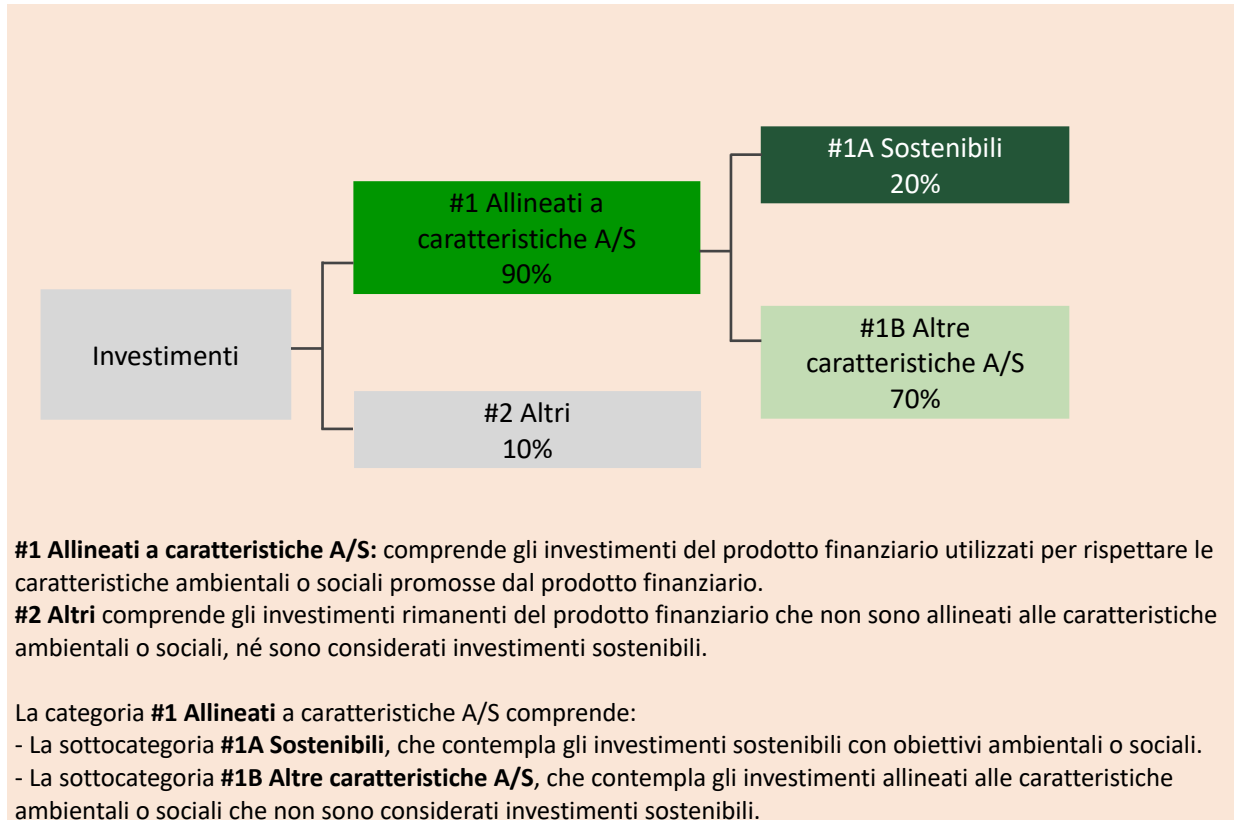 #1A Sostenibili
20%
#1 Allineati a
caratteristiche A/S
90%
Investimenti
#1B Altre
caratteristiche A/S
70%
#2 Altri
10%
#1 Allineati a caratteristiche A/S: comprende gli investimenti del prodotto finanziario utilizzati per rispettare le
caratteristiche ambientali o sociali promosse dal prodotto finanziario.
#2 Altri comprende gli investimenti rimanenti del prodotto finanziario che non sono allineati alle caratteristiche
ambientali o sociali, né sono considerati investimenti sostenibili.
La categoria #1 Allineati a caratteristiche A/S comprende:
- La sottocategoria #1A Sostenibili, che contempla gli investimenti sostenibili con obiettivi ambientali o sociali.
- La sottocategoria #1B Altre caratteristiche A/S, che contempla gli investimenti allineati alle caratteristiche
ambientali o sociali che non sono considerati investimenti sostenibili.